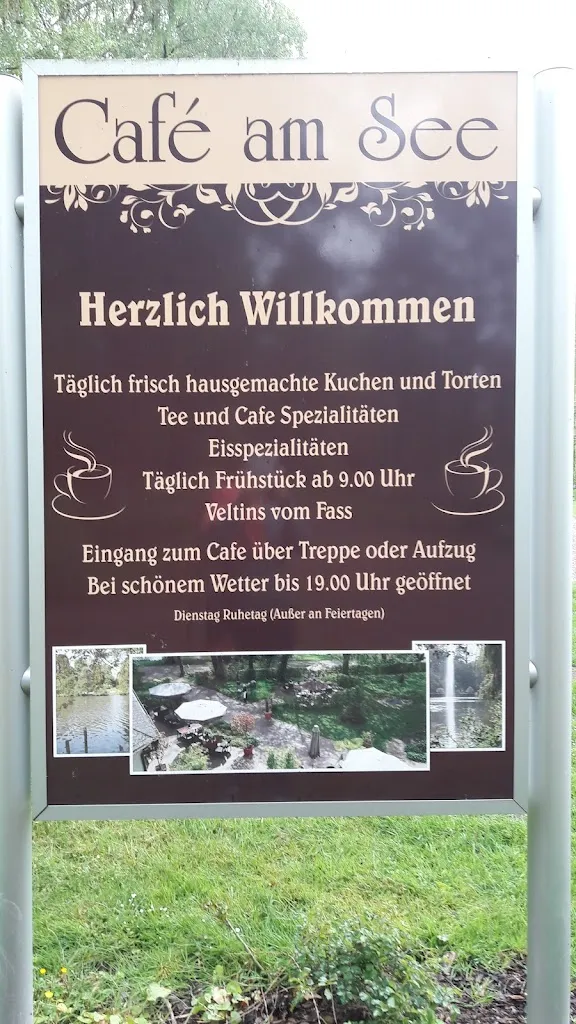 Café am See
Herzlich Willkommen
Täglich frisch hausgemachte Kuchen und Torten
Tee und Cafe Spezialitäten
Eisspezialitäten
Täglich Frühstück ab 9.00 Uhr
Veltins vom Fass
Eingang zum Cafe über Treppe oder Aufzug
Bei schönem Wetter bis 19.00 Uhr geöffnet
Dienstag Ruhetag (Außer an Feiertagen)